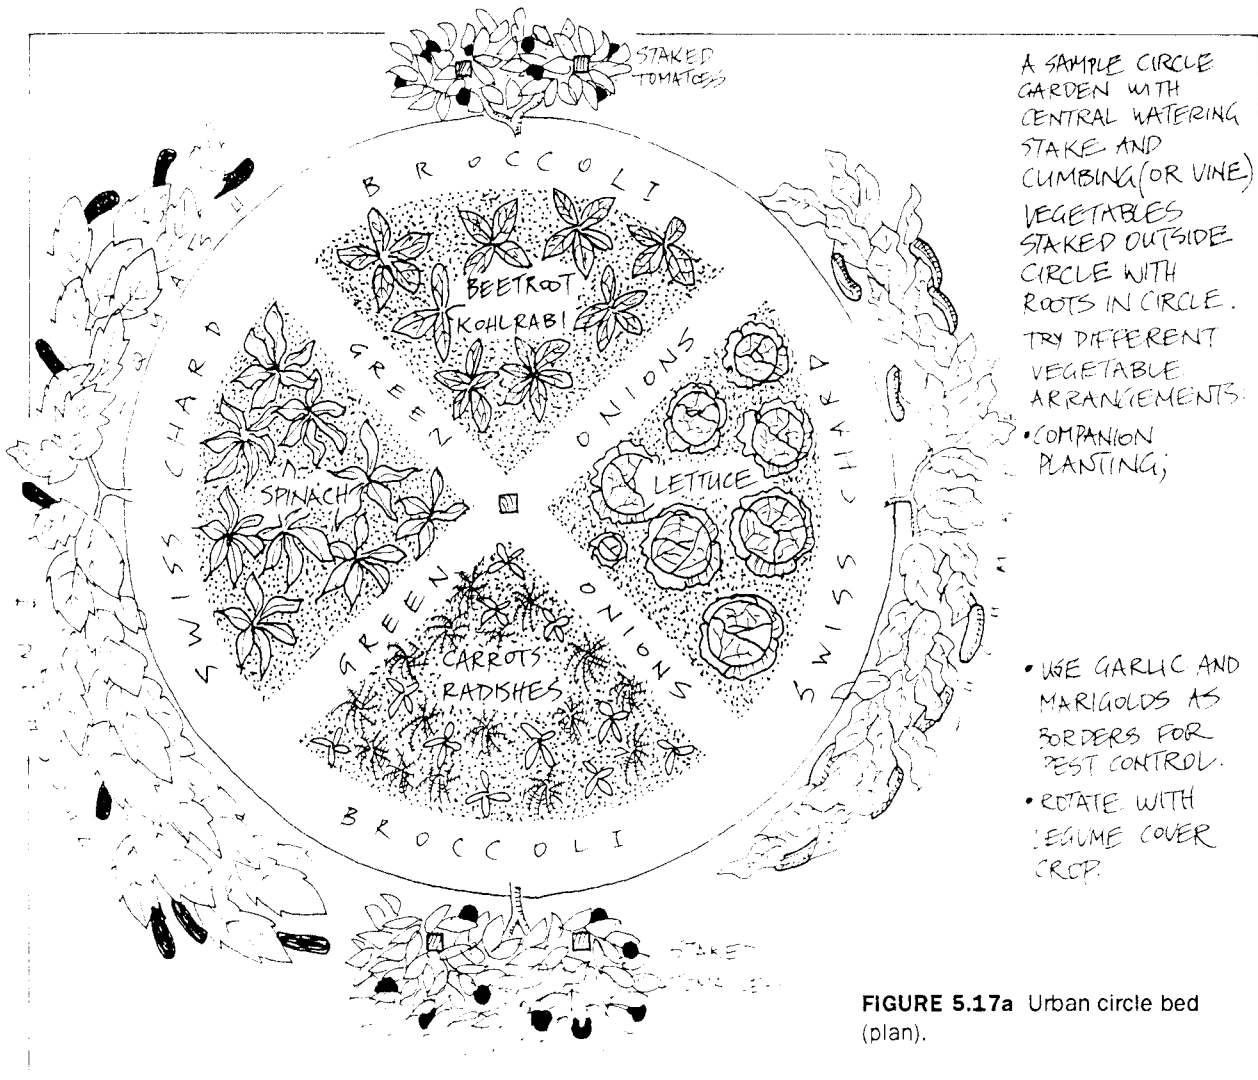 STAKED
TOMATOES
A SAMPLE CIRCLE
GARDEN WITH
CENTRAL WATERING
STAKE AND
CLIMBING (OR VINE)
VEGETABLES
STAKED OUTSIDE
CIRCLE WITH
ROOTS IN CIRCLE.
TRY DIFFERENT
VEGETABLE
ARRANGEMENTS:
• COMPANION
PLANTING;
• USE GARLIC AND
MARIGOLDS AS
BORDERS FOR
PEST CONTROL.
• ROTATE WITH
LEGUME COVER
CROP.
BROCCOLI
BEETROOT
KOHLRABI
GREEN
ONIONS
SWISS CHARD
SPINACH
LETTUCE
SWISS CHARD
GREEN
ONIONS
CARROTS
RADISHES
BROCCOLI
STAKE
FIGURE 5.17a Urban circle bed
(plan).